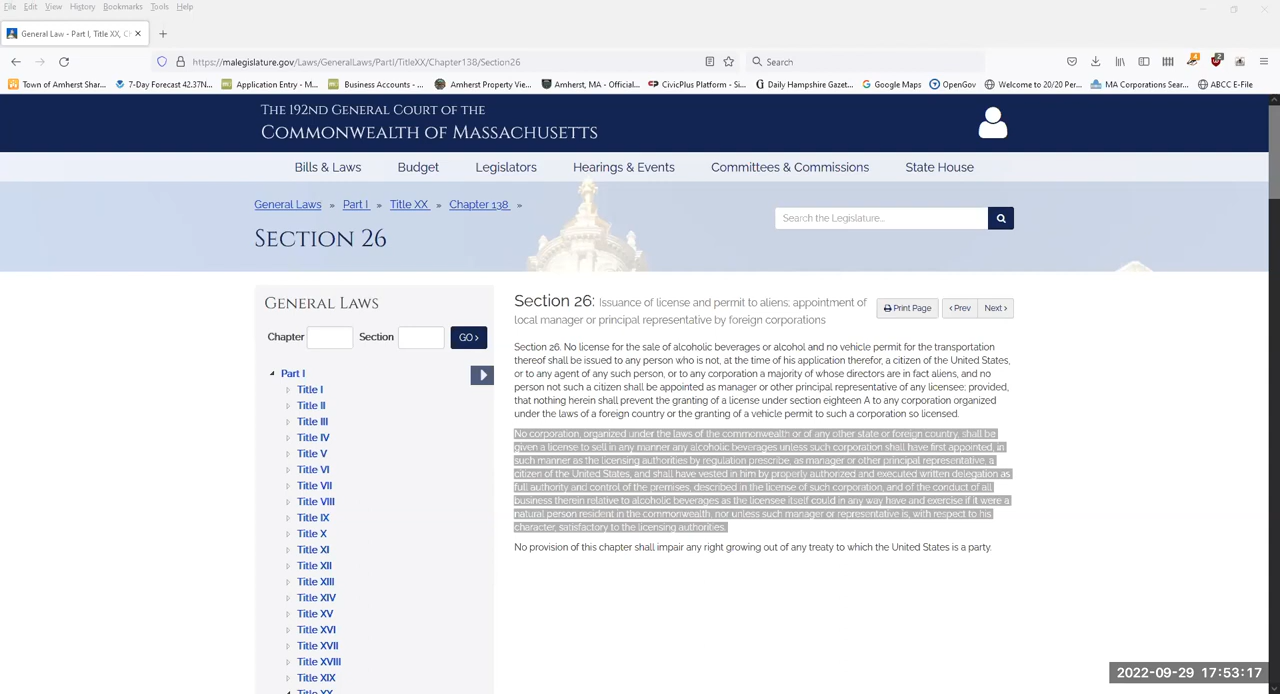 File Edit View History Bookmarks Tools Help
General Law - Part I, Title XX, Ch
https://malegislature.gov/Laws/GeneralLaws/PartI/TitleXX/Chapter138/Section26
Search
Town of Amherst Shar... 7-Day Forecast 42.37N... Application Entry - M... Business Accounts - ... Amherst Property Vie... Amherst, MA - Official... CivicPlus Platform - Si... Daily Hampshire Gazet... Google Maps OpenGov Welcome to 20/20 Per... MA Corporations Sear... ABCC E-File
The 192nd General Court of the
Commonwealth of Massachusetts
Bills & Laws Budget Legislators Hearings & Events Committees & Commissions State House
General Laws » Part I » Title XX » Chapter 138 »
Search the Legislature...
Section 26
General Laws
Chapter Section GO ›
Part I
Title I
Title II
Title III
Title IV
Title V
Title VI
Title VII
Title VIII
Title IX
Title X
Title XI
Title XII
Title XIII
Title XIV
Title XV
Title XVI
Title XVII
Title XVIII
Title XIX
Title XX
Section 26: Issuance of license and permit to aliens; appointment of
local manager or principal representative by foreign corporations
Print Page ‹ Prev Next ›
Section 26. No license for the sale of alcoholic beverages or alcohol and no vehicle permit for the transportation
thereof shall be issued to any person who is not, at the time of his application therefor, a citizen of the United States,
or to any agent of any such person, or to any corporation a majority of whose directors are in fact aliens, and no
person not such a citizen shall be appointed as manager or other principal representative of any licensee; provided,
that nothing herein shall prevent the granting of a license under section eighteen A to any corporation organized
under the laws of a foreign country or the granting of a vehicle permit to such a corporation so licensed.
No corporation, organized under the laws of the commonwealth or of any other state or foreign country, shall be
given a license to sell in any manner any alcoholic beverages unless such corporation shall have first appointed, in
such manner as the licensing authorities by regulation prescribe, as manager or other principal representative, a
citizen of the United States, and shall have vested in him by properly authorized and executed written delegation as
full authority and control of the premises, described in the license of such corporation, and of the conduct of all
business therein relative to alcoholic beverages as the licensee itself could in any way have and exercise if it were a
natural person resident in the commonwealth, nor unless such manager or representative is, with respect to his
character, satisfactory to the licensing authorities.
No provision of this chapter shall impair any right growing out of any treaty to which the United States is a party.
2022-09-29 17:53:17